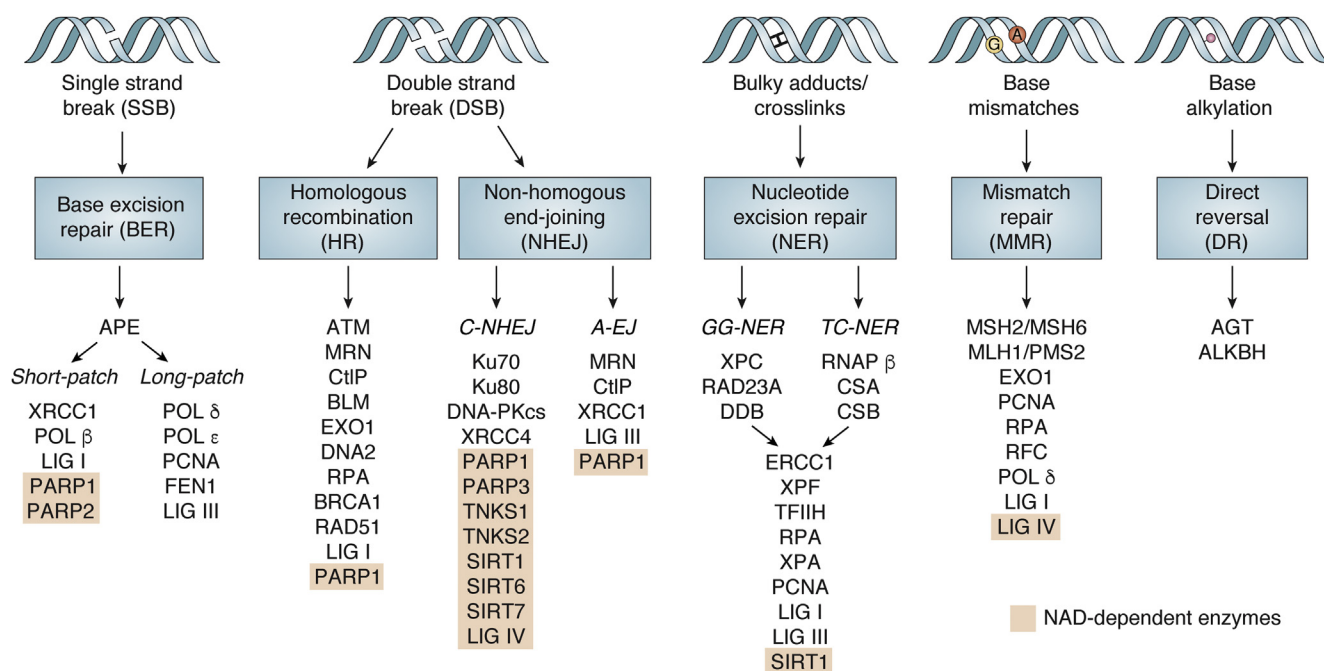 G
A
Single strand
break (SSB)
Double strand
break (DSB)
Bulky adducts/
crosslinks
Base
mismatches
Base
alkylation
Base excision
repair (BER)
Homologous
recombination
(HR)
Non-homogous
end-joining
(NHEJ)
Nucleotide
excision repair
(NER)
Mismatch
repair
(MMR)
Direct
reversal
(DR)
APE
Short-patch
XRCC1
POL β
LIG I
PARP1
PARP2
Long-patch
POL δ
POL ε
PCNA
FEN1
LIG III
ATM
MRN
CtIP
BLM
EXO1
DNA2
RPA
BRCA1
RAD51
LIG I
PARP1
C-NHEJ
Ku70
Ku80
DNA-PKcs
XRCC4
PARP1
PARP3
TNKS1
TNKS2
SIRT1
SIRT6
SIRT7
LIG IV
A-EJ
MRN
CtIP
XRCC1
LIG III
PARP1
GG-NER
XPC
RAD23A
DDB
TC-NER
RNAP β
CSA
CSB
ERCC1
XPF
TFIIH
RPA
XPA
PCNA
LIG I
LIG III
SIRT1
MSH2/MSH6
MLH1/PMS2
EXO1
PCNA
RPA
RFC
POL δ
LIG I
LIG IV
AGT
ALKBH
NAD-dependent enzymes